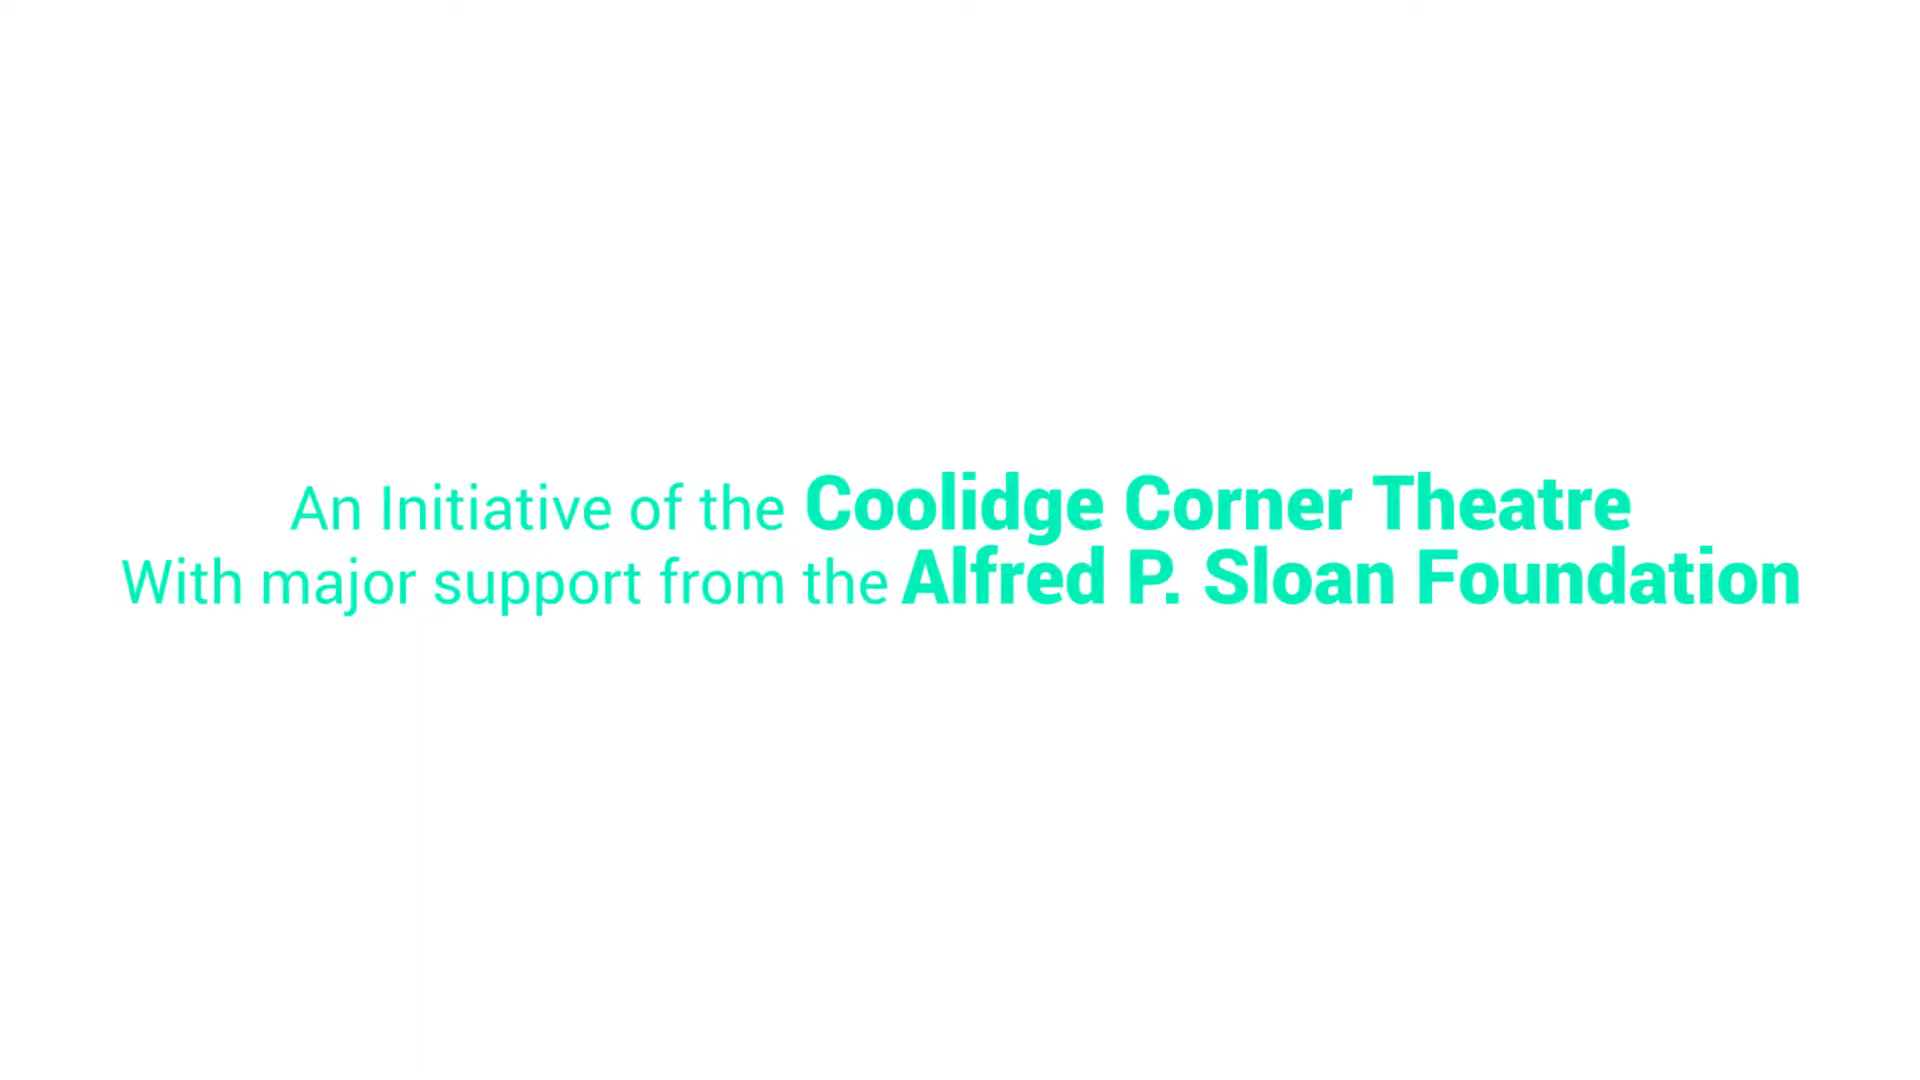 An Initiative of the Coolidge Corner Theatre
With major support from the Alfred P. Sloan Foundation